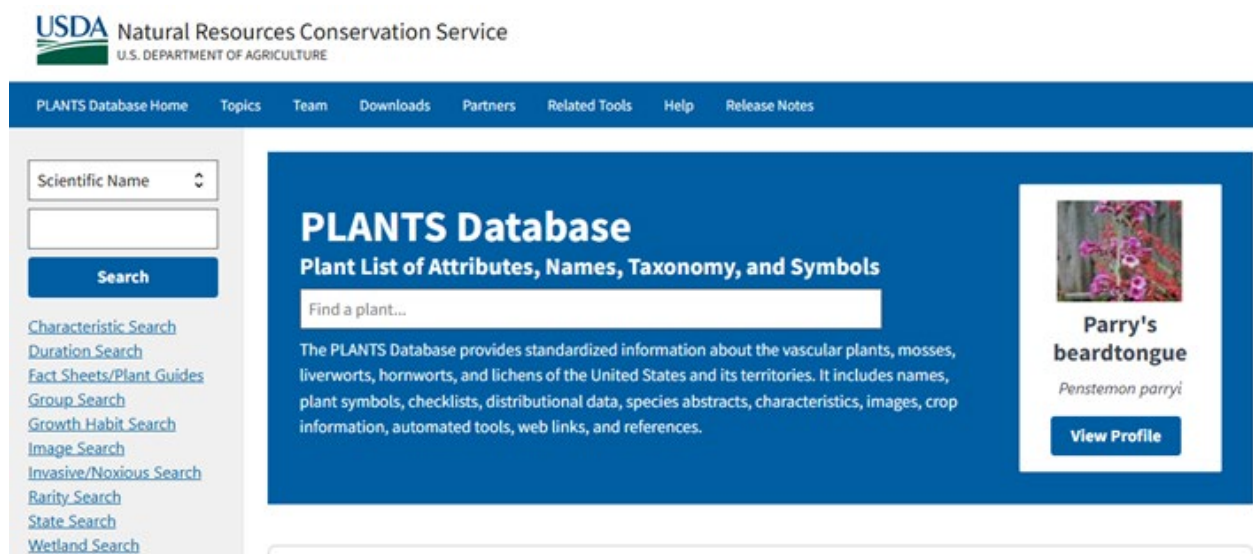 USDA Natural Resources Conservation Service
U.S. DEPARTMENT OF AGRICULTURE
PLANTS Database Home Topics Team Downloads Partners Related Tools Help Release Notes
Scientific Name
Search
Characteristic Search
Duration Search
Fact Sheets/Plant Guides
Group Search
Growth Habit Search
Image Search
Invasive/Noxious Search
Rarity Search
State Search
Wetland Search
PLANTS Database
Plant List of Attributes, Names, Taxonomy, and Symbols
Find a plant...
The PLANTS Database provides standardized information about the vascular plants, mosses,
liverworts, hornworts, and lichens of the United States and its territories. It includes names,
plant symbols, checklists, distributional data, species abstracts, characteristics, images, crop
information, automated tools, web links, and references.
Parry's
beardtongue
Penstemon parryi
View Profile